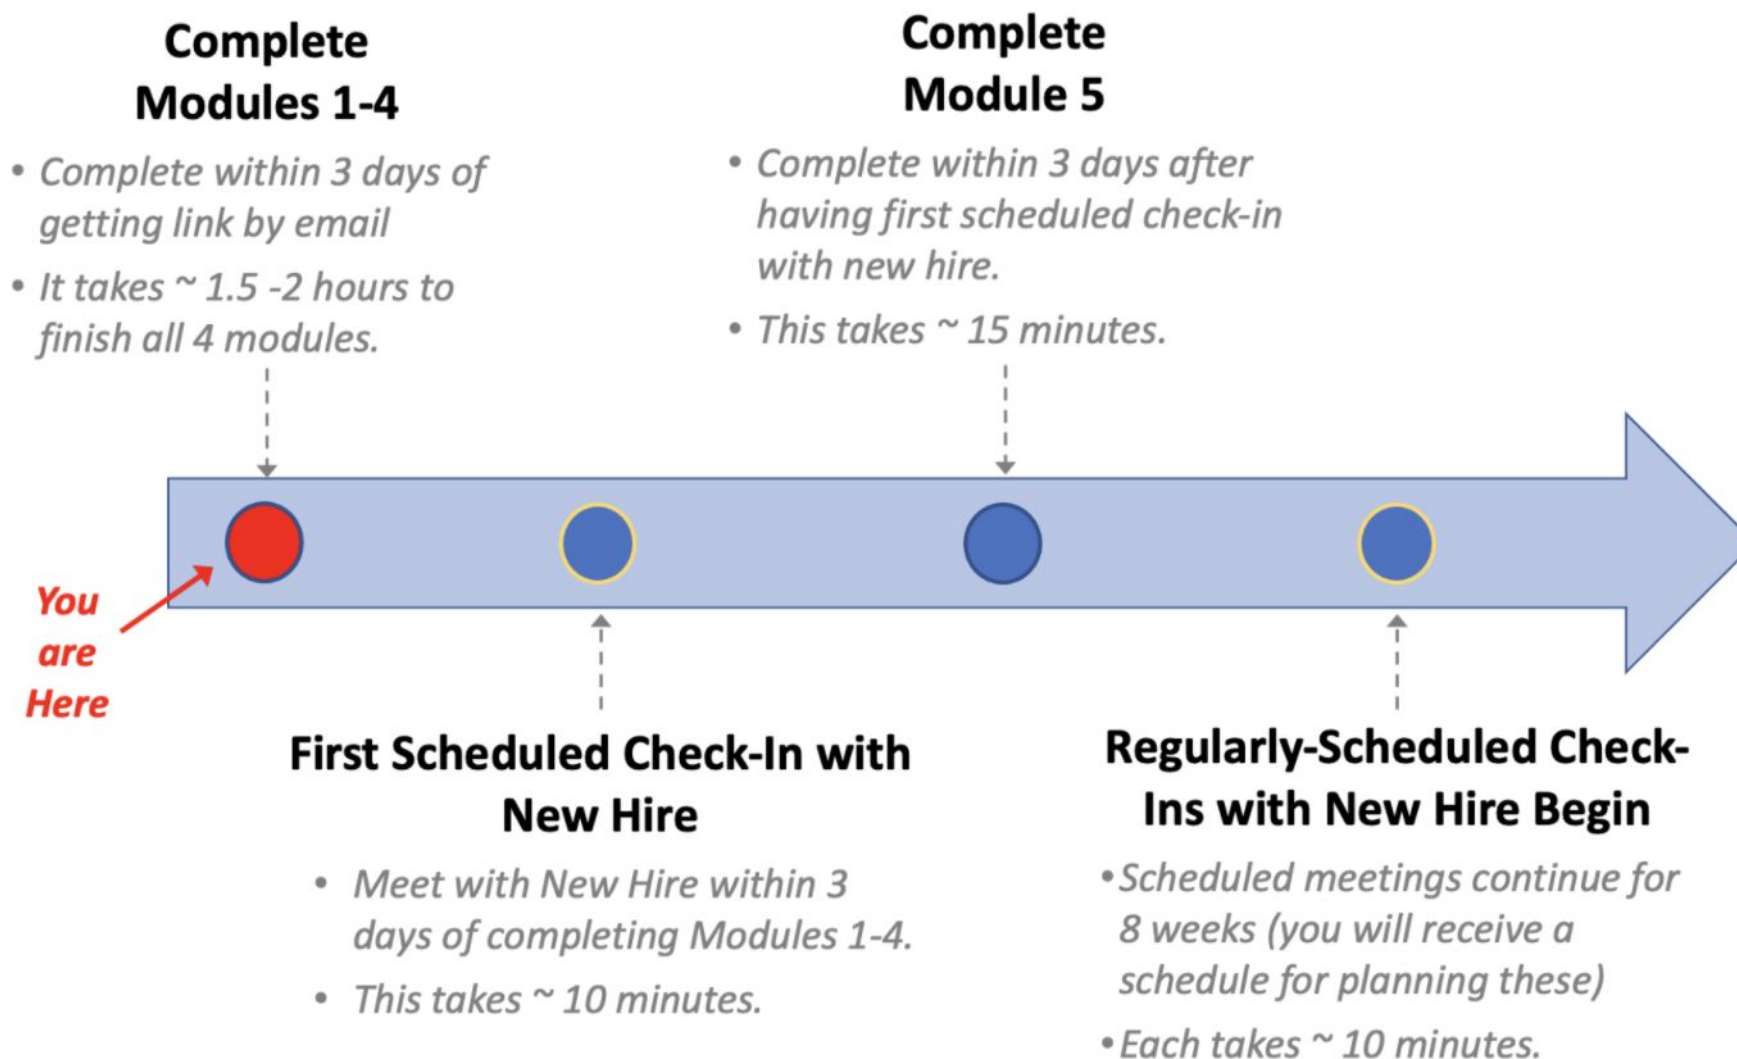 Complete
Modules 1-4
• Complete within 3 days of
getting link by email
• It takes ~ 1.5 -2 hours to
finish all 4 modules.
Complete
Module 5
• Complete within 3 days after
having first scheduled check-in
with new hire.
• This takes ~ 15 minutes.
You
are
Here
First Scheduled Check-In with
New Hire
• Meet with New Hire within 3
days of completing Modules 1-4.
• This takes ~ 10 minutes.
Regularly-Scheduled Check-
Ins with New Hire Begin
• Scheduled meetings continue for
8 weeks (you will receive a
schedule for planning these)
• Each takes ~ 10 minutes.